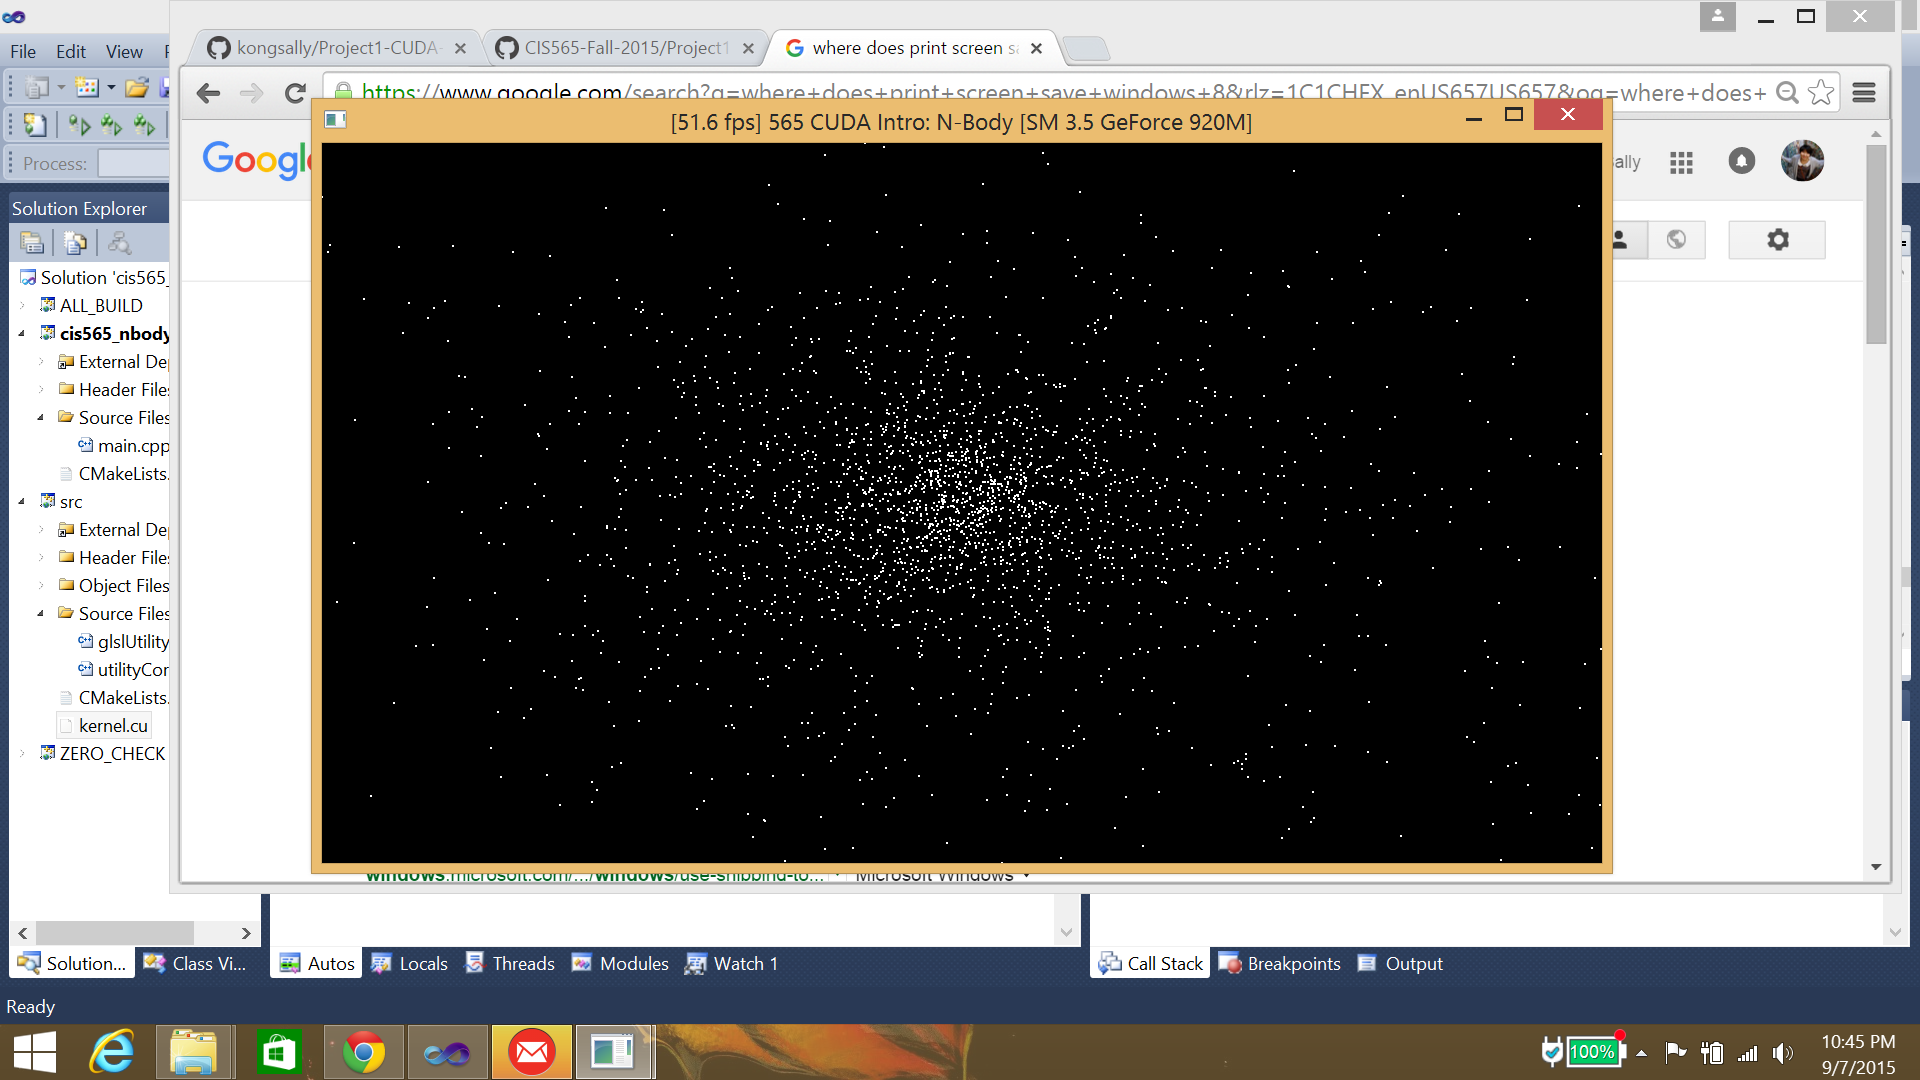 kongsally/Project1-CUDA-
CIS565-Fall-2015/Project1
where does print screen s
File Edit View
https://www.google.com/search?q=where+does+print+screen+save+windows+8&rlz=1C1CHFX_enUS657US657&oq=where+does+
[51.6 fps] 565 CUDA Intro: N-Body [SM 3.5 GeForce 920M]
Process:
Google
ally
Solution Explorer
Solution 'cis565_
ALL_BUILD
cis565_nbody
External De
Header Files
Source Files
main.cpp
CMakeLists.
src
External De
Header Files
Object Files
Source Files
glslUtility
utilityCor
CMakeLists.
kernel.cu
ZERO_CHECK
windows.microsoft.com/.../windows/use-snipping-to... Microsoft Windows
Solution... Class Vi... Autos Locals Threads Modules Watch 1 Call Stack Breakpoints Output
Ready
100%
10:45 PM
9/7/2015